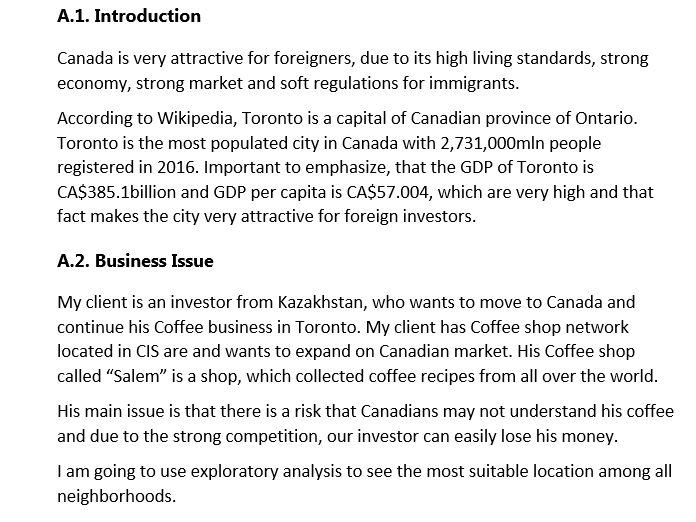 A.1. Introduction
Canada is very attractive for foreigners, due to its high living standards, strong
economy, strong market and soft regulations for immigrants.
According to Wikipedia, Toronto is a capital of Canadian province of Ontario.
Toronto is the most populated city in Canada with 2,731,000mln people
registered in 2016. Important to emphasize, that the GDP of Toronto is
CA$385.1billion and GDP per capita is CA$57.004, which are very high and that
fact makes the city very attractive for foreign investors.
A.2. Business Issue
My client is an investor from Kazakhstan, who wants to move to Canada and
continue his Coffee business in Toronto. My client has Coffee shop network
located in CIS are and wants to expand on Canadian market. His Coffee shop
called “Salem” is a shop, which collected coffee recipes from all over the world.
His main issue is that there is a risk that Canadians may not understand his coffee
and due to the strong competition, our investor can easily lose his money.
I am going to use exploratory analysis to see the most suitable location among all
neighborhoods.